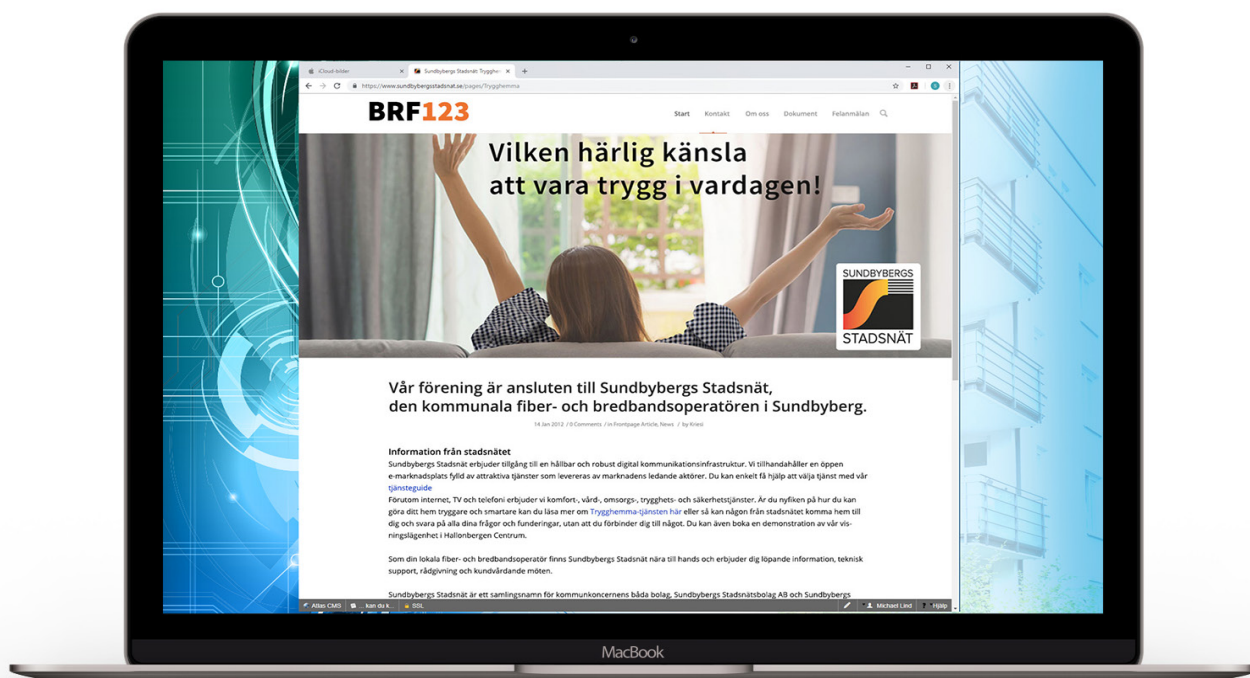 iCloud-bilder
Sundbybergs Stadsnät: Trygghem
https://www.sundbybergsstadsnat.se/pages/Trygghemma
BRF123
Start Kontakt Om oss Dokument Felanmälan
Vilken härlig känsla
att vara trygg i vardagen!
SUNDBYBERGS
STADSNÄT
Vår förening är ansluten till Sundbybergs Stadsnät,
den kommunala fiber- och bredbandsoperatören i Sundbyberg.
14 Jan 2012 / 0 Comments / in Frontpage Article, News / by Kriesi
Information från stadsnätet
Sundbybergs Stadsnät erbjuder tillgång till en hållbar och robust digital kommunikationsinfrastruktur. Vi tillhandahåller en öppen
e-marknadsplats fylld av attraktiva tjänster som levereras av marknadens ledande aktörer. Du kan enkelt få hjälp att välja tjänst med vår
tjänsteguide
Förutom internet, TV och telefoni erbjuder vi komfort-, vård-, omsorgs-, trygghets- och säkerhetstjänster. Är du nyfiken på hur du kan
göra ditt hem tryggare och smartare kan du läsa mer om Trygghemma-tjänsten här eller så kan någon från stadsnätet komma hem till
dig och svara på alla dina frågor och funderingar, utan att du förbinder dig till något. Du kan även boka en demonstration av vår vis-
ningslägenhet i Hallonbergen Centrum.
Som din lokala fiber- och bredbandsoperatör finns Sundbybergs Stadsnät nära till hands och erbjuder dig löpande information, teknisk
support, rådgivning och kundvårdande möten.
Sundbybergs Stadsnät är ett samlingsnamn för kommunkoncernens båda bolag, Sundbybergs Stadsnätsbolag AB och Sundbybergs
Atlas CMS ... kan du k... SSL Michael Lind Hjälp
MacBook